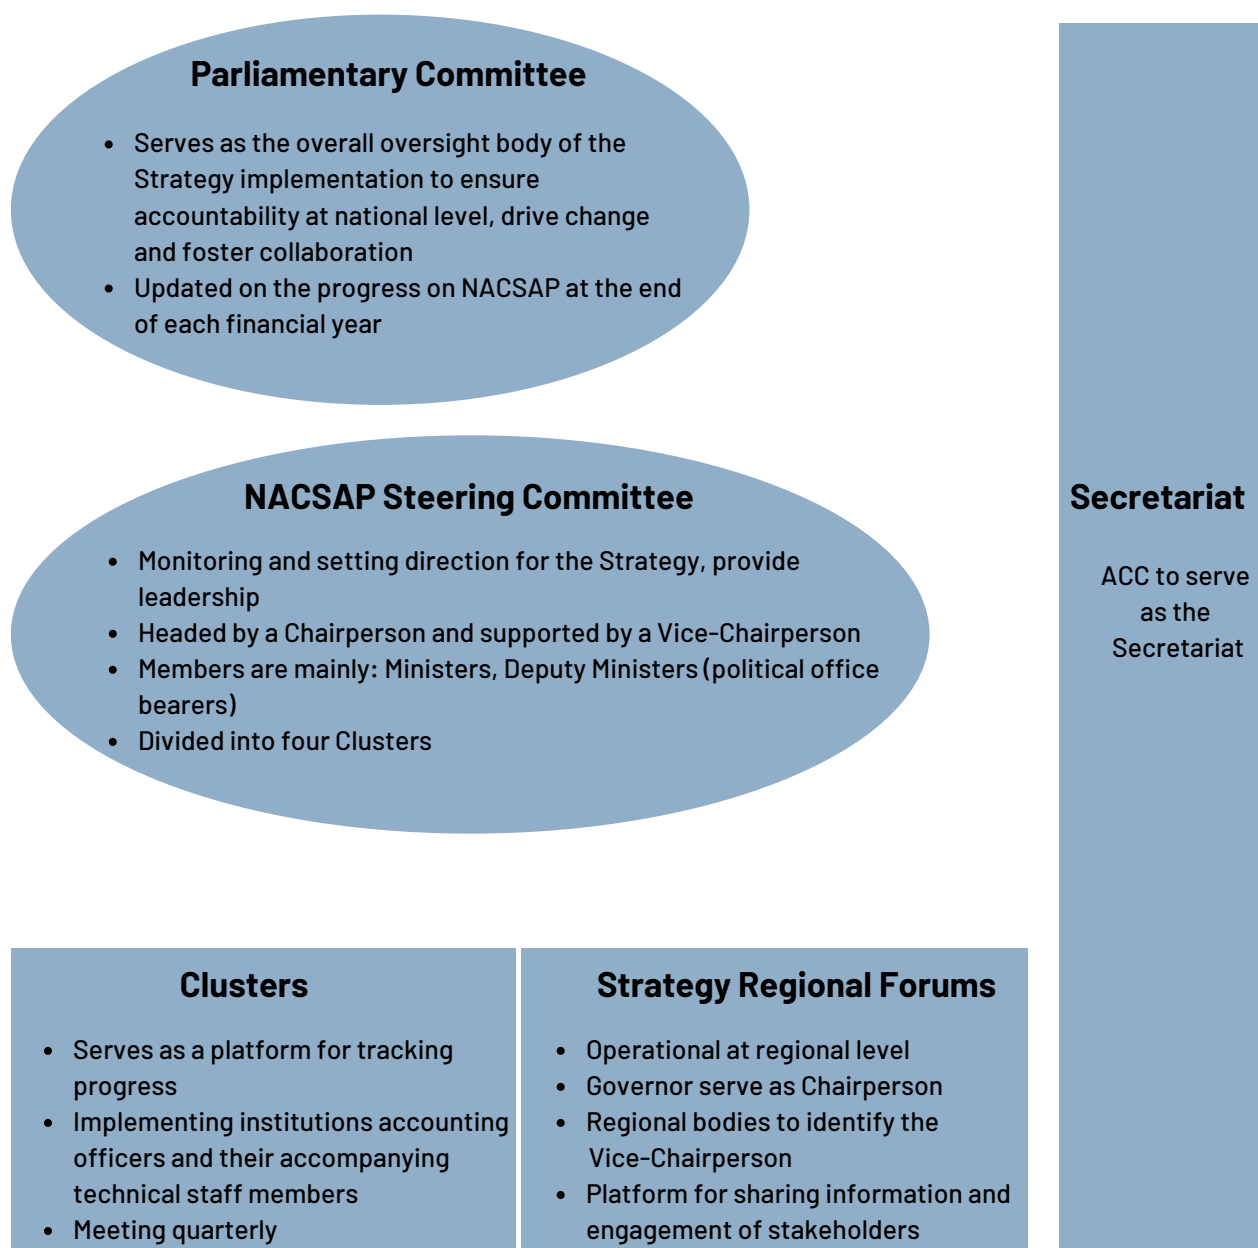 Parliamentary Committee
• Serves as the overall oversight body of the
Strategy implementation to ensure
accountability at national level, drive change
and foster collaboration
• Updated on the progress on NACSAP at the end
of each financial year
NACSAP Steering Committee
• Monitoring and setting direction for the Strategy, provide
leadership
• Headed by a Chairperson and supported by a Vice-Chairperson
• Members are mainly: Ministers, Deputy Ministers (political office
bearers)
• Divided into four Clusters
Secretariat
ACC to serve
as the
Secretariat
Clusters
• Serves as a platform for tracking
progress
• Implementing institutions accounting
officers and their accompanying
technical staff members
• Meeting quarterly
Strategy Regional Forums
• Operational at regional level
• Governor serve as Chairperson
• Regional bodies to identify the
Vice-Chairperson
• Platform for sharing information and
engagement of stakeholders